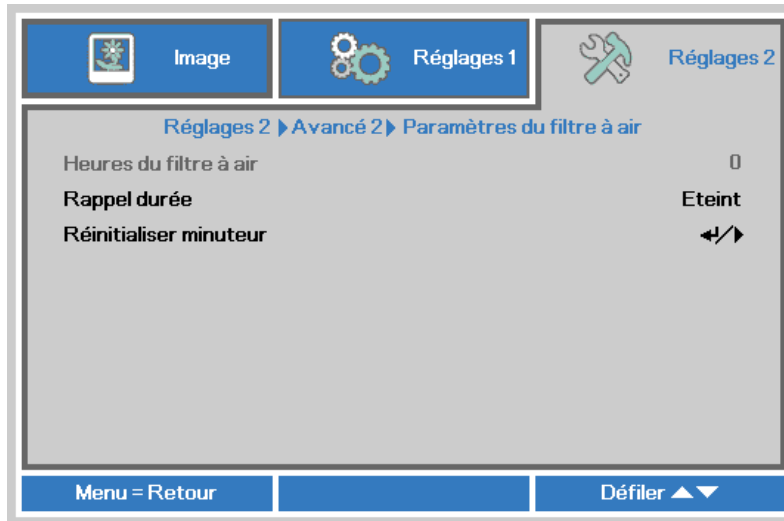 Image
Réglages 1
Réglages 2
Réglages 2 ▶ Avancé 2 ▶ Paramètres du filtre à air
Heures du filtre à air 0
Rappel durée Eteint
Réinitialiser minuteur ↵/▶
Menu = Retour
Défiler ▲▼